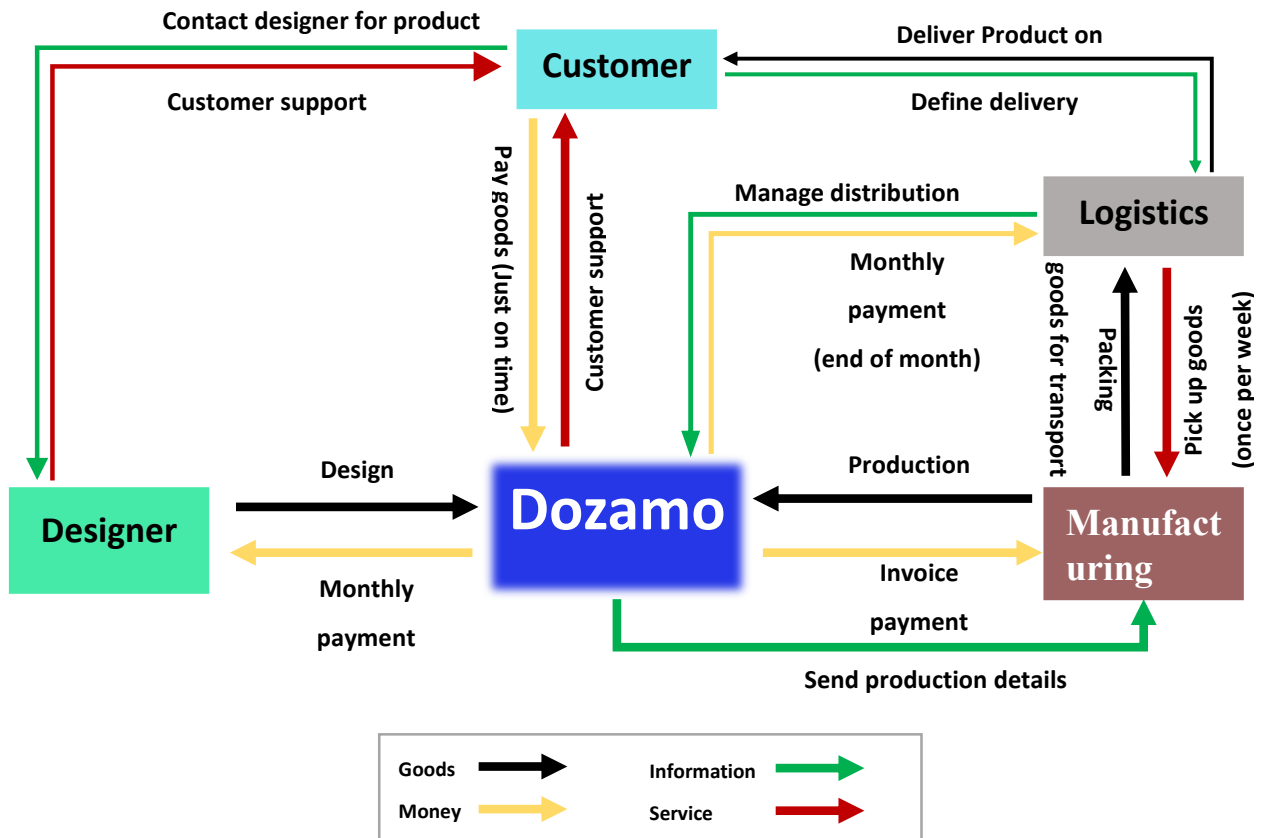 Contact designer for product
Customer
Deliver Product on
Customer support
Define delivery
Pay goods (Just on time)
Customer support
Manage distribution
Logistics
Monthly
payment
(end of month)
goods for transport
Packing
Pick up goods
(once per week)
Design
Dozamo
Production
Designer
Manufact
uring
Monthly
payment
Invoice
payment
Send production details
Goods
Information
Money
Service